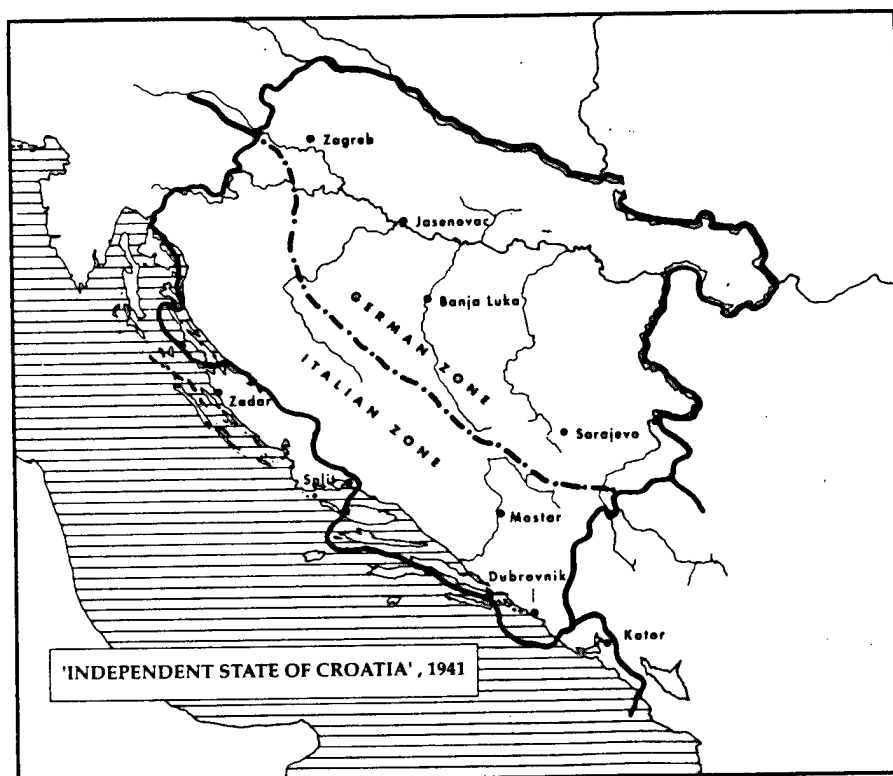 Zagreb
Jasenovac
Banja Luka
GERMAN ZONE
ITALIAN ZONE
Zadar
Sarajevo
Split
Mostar
Dubrovnik
Kotor
'INDEPENDENT STATE OF CROATIA', 1941